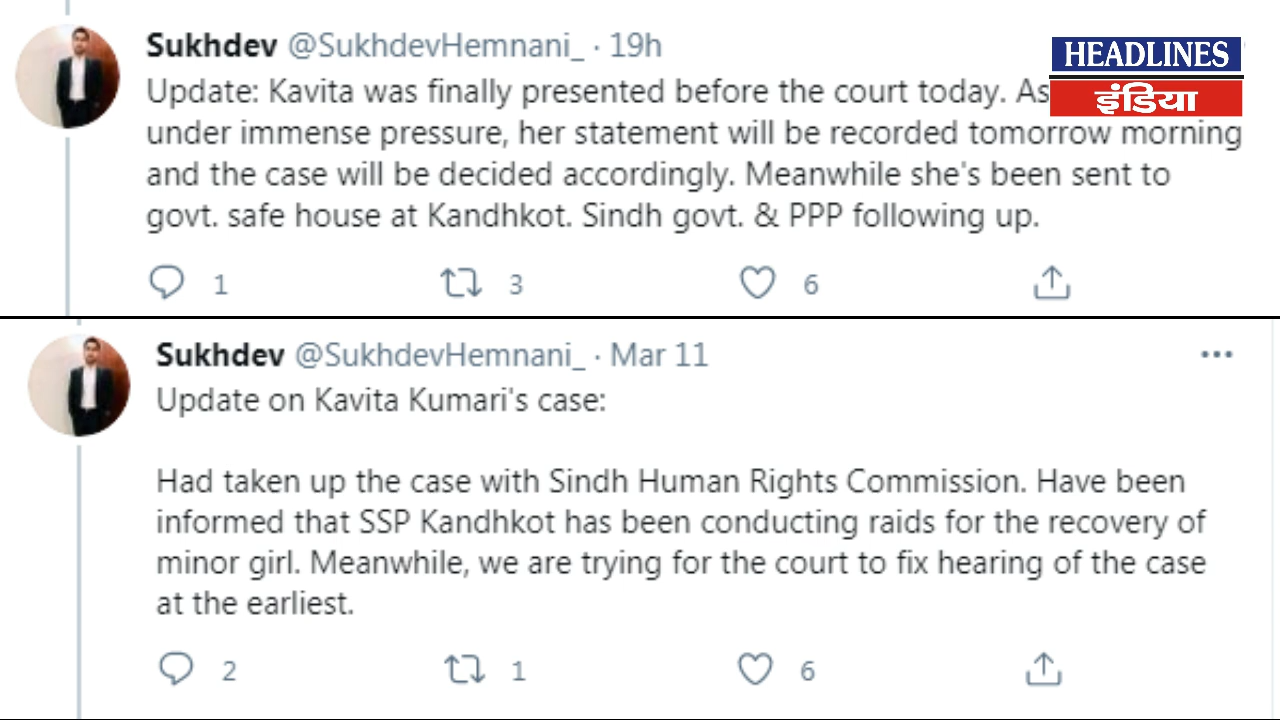 Sukhdev @SukhdevHemnani_ · 19h
HEADLINES
इंडिया
Update: Kavita was finally presented before the court today. As
under immense pressure, her statement will be recorded tomorrow morning
and the case will be decided accordingly. Meanwhile she's been sent to
govt. safe house at Kandhkot. Sindh govt. & PPP following up.
1 3 6
Sukhdev @SukhdevHemnani_ · Mar 11
Update on Kavita Kumari's case:
Had taken up the case with Sindh Human Rights Commission. Have been
informed that SSP Kandhkot has been conducting raids for the recovery of
minor girl. Meanwhile, we are trying for the court to fix hearing of the case
at the earliest.
2 1 6